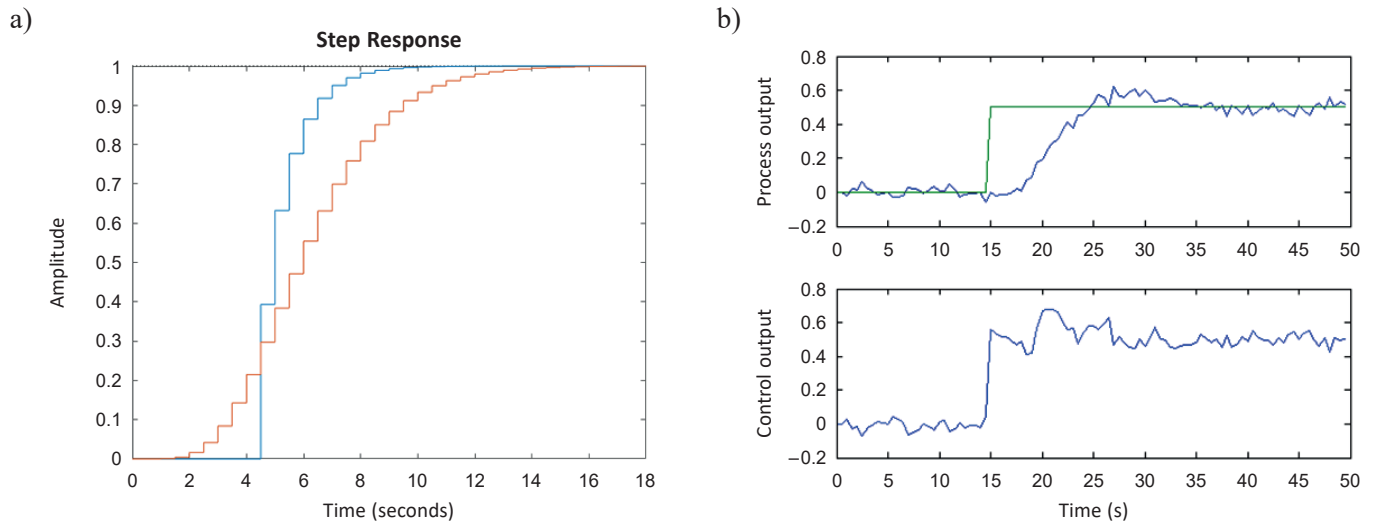 a)
Step Response
Amplitude
1
0.9
0.8
0.7
0.6
0.5
0.4
0.3
0.2
0.1
0
0 2 4 6 8 10 12 14 16 18
Time (seconds)
b)
Process output
0.8
0.6
0.4
0.2
0
−0.2
0 5 10 15 20 25 30 35 40 45 50
Control output
0.8
0.6
0.4
0.2
0
−0.2
0 5 10 15 20 25 30 35 40 45 50
Time (s)